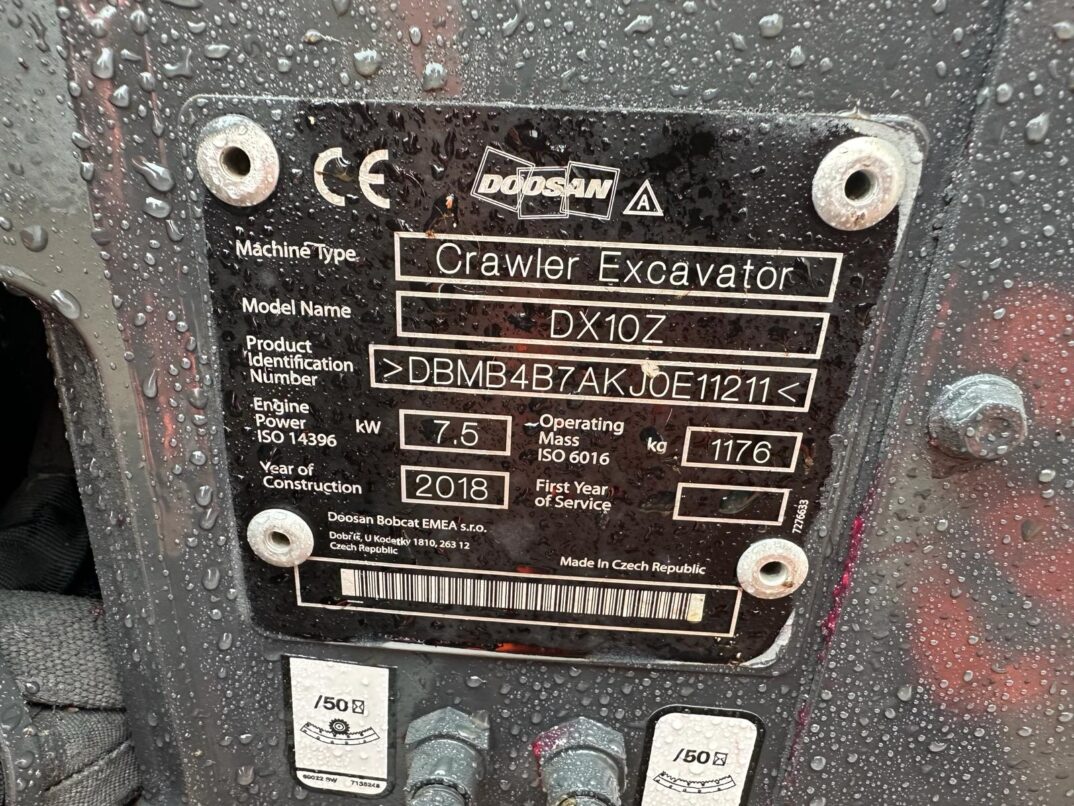 CE DOOSAN A
Machine Type Crawler Excavator
Model Name DX10Z
Product
Identification
Number >DBMB4B7AKJ0E11211<
Engine
Power
ISO 14396 kW 7.5
Operating
Mass
ISO 6016 kg 1176
Year of
Construction 2018
First Year
of Service
7276633
Doosan Bobcat EMEA s.r.o.
Dobříš, U Kodetky 1810, 263 12
Czech Republic
Made In Czech Republic
/50
/50